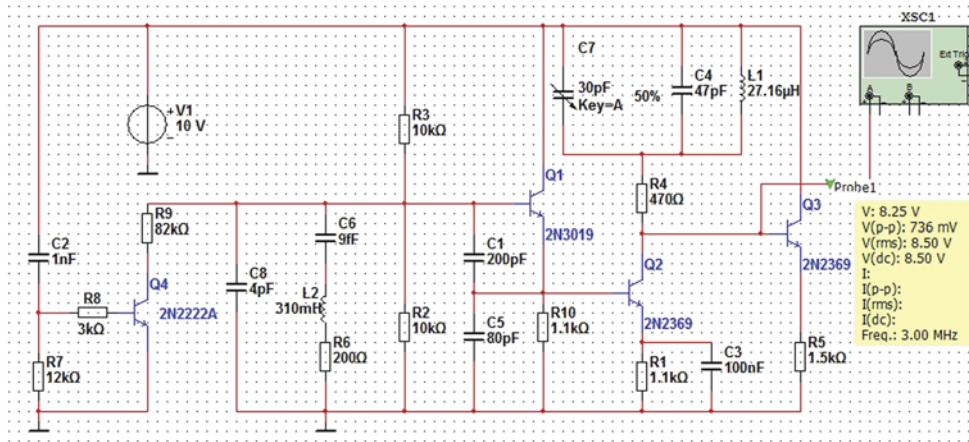 XSC1
Ext Trig
A
B
V1
10 V
R3
10kΩ
C7
30pF
Key=A
50%
C4
47pF
L1
27.16µH
R9
82kΩ
C6
9fF
Q1
2N3019
R4
470Ω
Probe1
Q3
2N2369
V: 8.25 V
V(p-p): 736 mV
V(rms): 8.50 V
V(dc): 8.50 V
I:
I(p-p):
I(rms):
I(dc):
Freq.: 3.00 MHz
C2
1nF
Q4
2N2222A
R8
3kΩ
C8
4pF
L2
310mH
C1
200pF
Q2
2N2369
R7
12kΩ
R6
200Ω
R2
10kΩ
C5
80pF
R10
1.1kΩ
R1
1.1kΩ
C3
100nF
R5
1.5kΩ